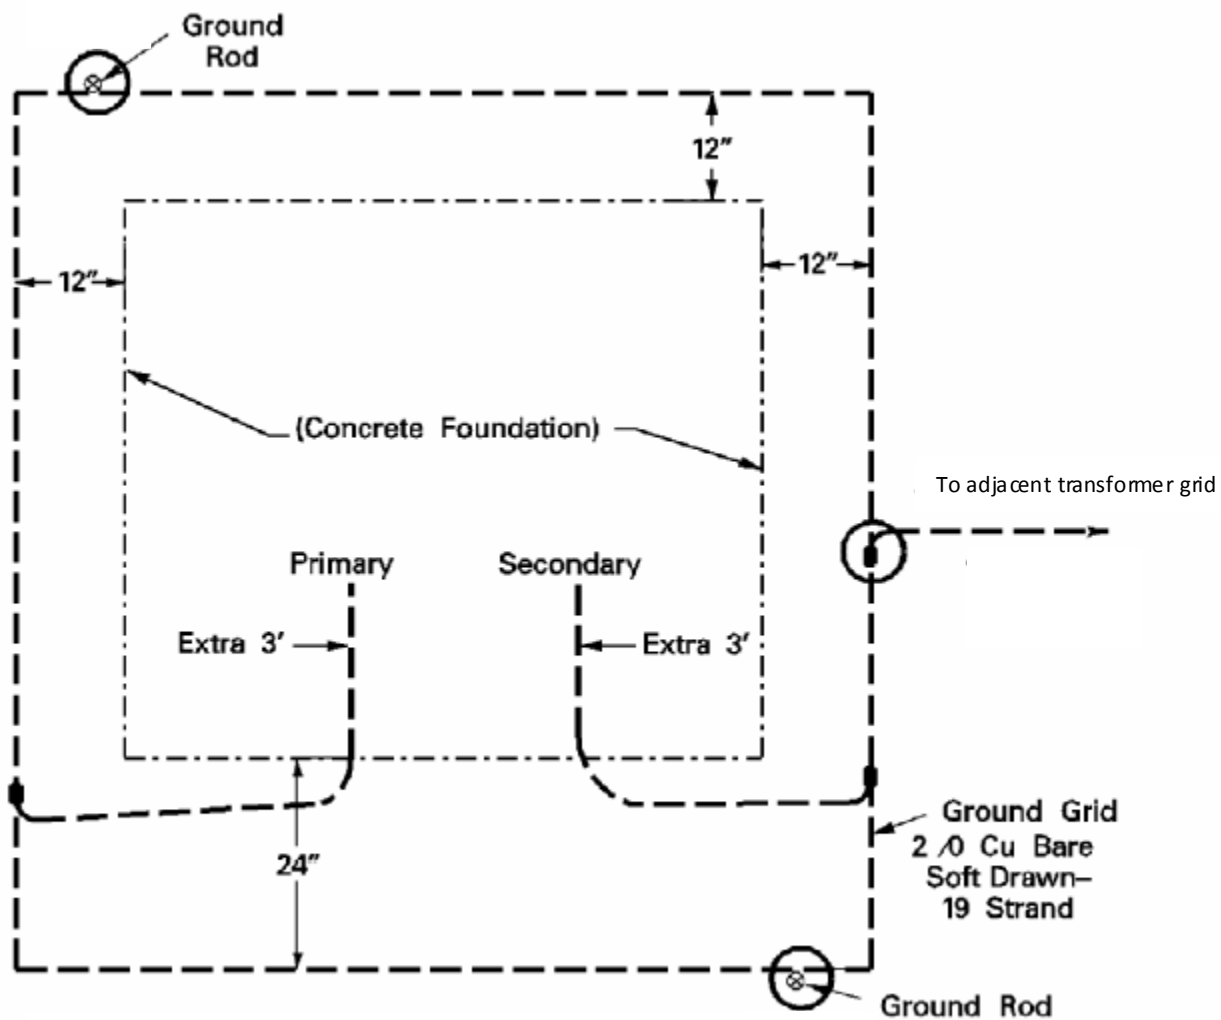 Ground
Rod
12"
12"
12"
(Concrete Foundation)
To adjacent transformer grid
Primary
Secondary
Extra 3'
Extra 3'
Ground Grid
2/0 Cu Bare
Soft Drawn–
19 Strand
24"
Ground Rod